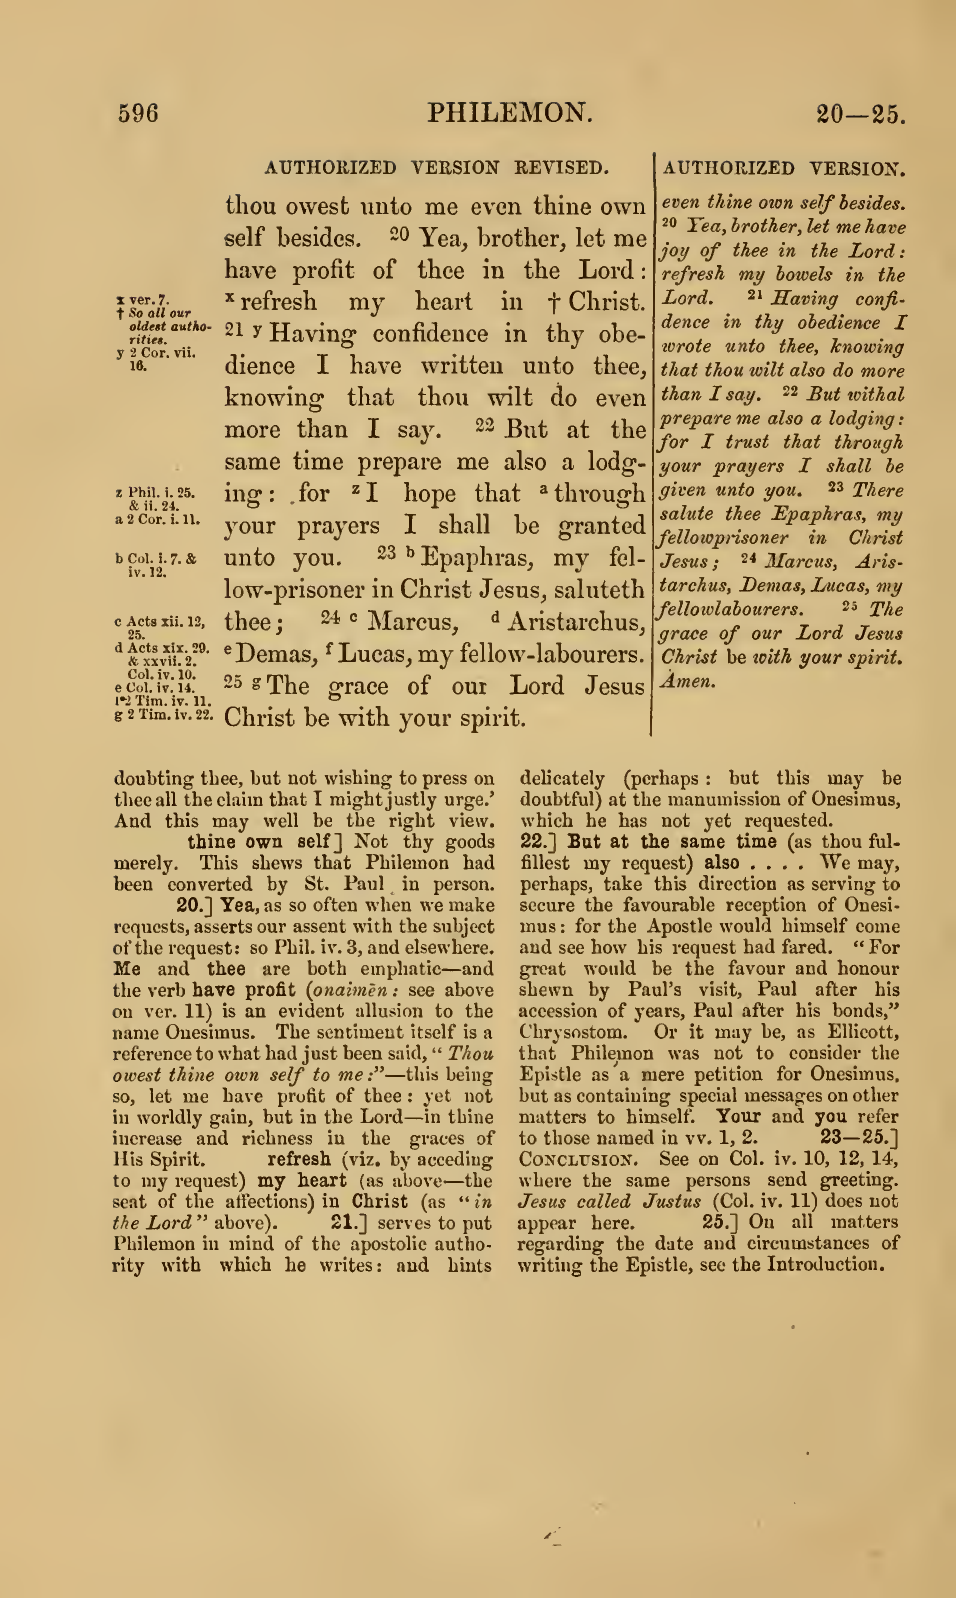 596
PHILEMON.
20—25.
AUTHORIZED VERSION REVISED.
thou owest unto me even thine own
self besides. 20 Yea, brother, let me
have profit of thee in the Lord :
x refresh my heart in † Christ.
21 y Having confidence in thy obe-
dience I have written unto thee,
knowing that thou wilt do even
more than I say. 22 But at the
same time prepare me also a lodg-
ing : for z I hope that a through
your prayers I shall be granted
unto you. 23 b Epaphras, my fel-
low-prisoner in Christ Jesus, saluteth
thee ; 24 c Marcus, d Aristarchus,
e Demas, f Lucas, my fellow-labourers.
25 g The grace of our Lord Jesus
Christ be with your spirit.
x ver. 7.
† So all our
oldest autho-
rities.
y 2 Cor. vii.
16.
z Phil. i. 25.
& ii. 24.
a 2 Cor. i. 11.
b Col. i. 7. &
iv. 12.
c Acts xii. 12,
25.
d Acts xix. 29.
& xxvii. 2.
Col. iv. 10.
e Col. iv. 14.
f 2 Tim. iv. 11.
g 2 Tim. iv. 22.
AUTHORIZED VERSION.
even thine own self besides.
20 Yea, brother, let me have
joy of thee in the Lord :
refresh my bowels in the
Lord. 21 Having confi-
dence in thy obedience I
wrote unto thee, knowing
that thou wilt also do more
than I say. 22 But withal
prepare me also a lodging :
for I trust that through
your prayers I shall be
given unto you. 23 There
salute thee Epaphras, my
fellowprisoner in Christ
Jesus ; 24 Marcus, Aris-
tarchus, Demas, Lucas, my
fellowlabourers. 25 The
grace of our Lord Jesus
Christ be with your spirit.
Amen.
doubting thee, but not wishing to press on
thee all the claim that I might justly urge.’
And this may well be the right view.
thine own self] Not thy goods
merely. This shews that Philemon had
been converted by St. Paul in person.
20.] Yea, as so often when we make
requests, asserts our assent with the subject
of the request: so Phil. iv. 3, and elsewhere.
Me and thee are both emphatic—and
the verb have profit (onaimēn : see above
on ver. 11) is an evident allusion to the
name Onesimus. The sentiment itself is a
reference to what had just been said, “ Thou
owest thine own self to me :”—this being
so, let me have profit of thee : yet not
in worldly gain, but in the Lord—in thine
increase and richness in the graces of
His Spirit. refresh (viz. by acceding
to my request) my heart (as above—the
seat of the affections) in Christ (as “ in
the Lord ” above). 21.] serves to put
Philemon in mind of the apostolic autho-
rity with which he writes: and hints
delicately (perhaps : but this may be
doubtful) at the manumission of Onesimus,
which he has not yet requested.
22.] But at the same time (as thou ful-
fillest my request) also . . . . We may,
perhaps, take this direction as serving to
secure the favourable reception of Onesi-
mus: for the Apostle would himself come
and see how his request had fared. “ For
great would be the favour and honour
shewn by Paul’s visit, Paul after his
accession of years, Paul after his bonds,”
Chrysostom. Or it may be, as Ellicott,
that Philemon was not to consider the
Epistle as a mere petition for Onesimus,
but as containing special messages on other
matters to himself. Your and you refer
to those named in vv. 1, 2. 23—25.]
CONCLUSION. See on Col. iv. 10, 12, 14,
where the same persons send greeting.
Jesus called Justus (Col. iv. 11) does not
appear here. 25.] On all matters
regarding the date and circumstances of
writing the Epistle, see the Introduction.